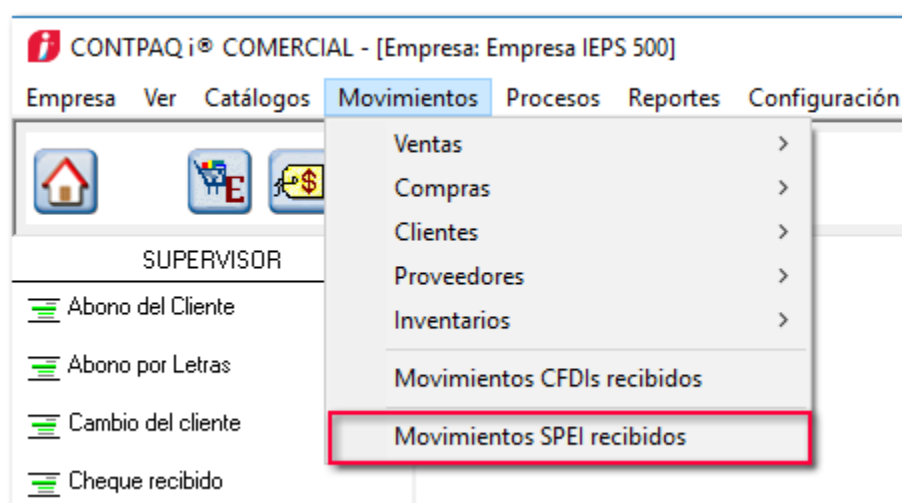 CONTPAQ i® COMERCIAL - [Empresa: Empresa IEPS 500]
Empresa Ver Catálogos Movimientos Procesos Reportes Configuración
E $
Ventas
Compras
Clientes
Proveedores
Inventarios
Movimientos CFDIs recibidos
Movimientos SPEI recibidos
SUPERVISOR
Abono del Cliente
Abono por Letras
Cambio del cliente
Cheque recibido